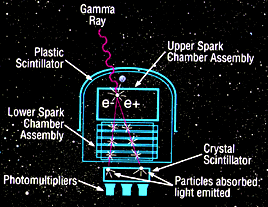 Gamma
Ray
Plastic
Scintillator
Upper Spark
Chamber Assembly
e- e+
Lower Spark
Chamber
Assembly
Crystal
Scintillator
Photomultipliers
Particles absorbed:
light emitted